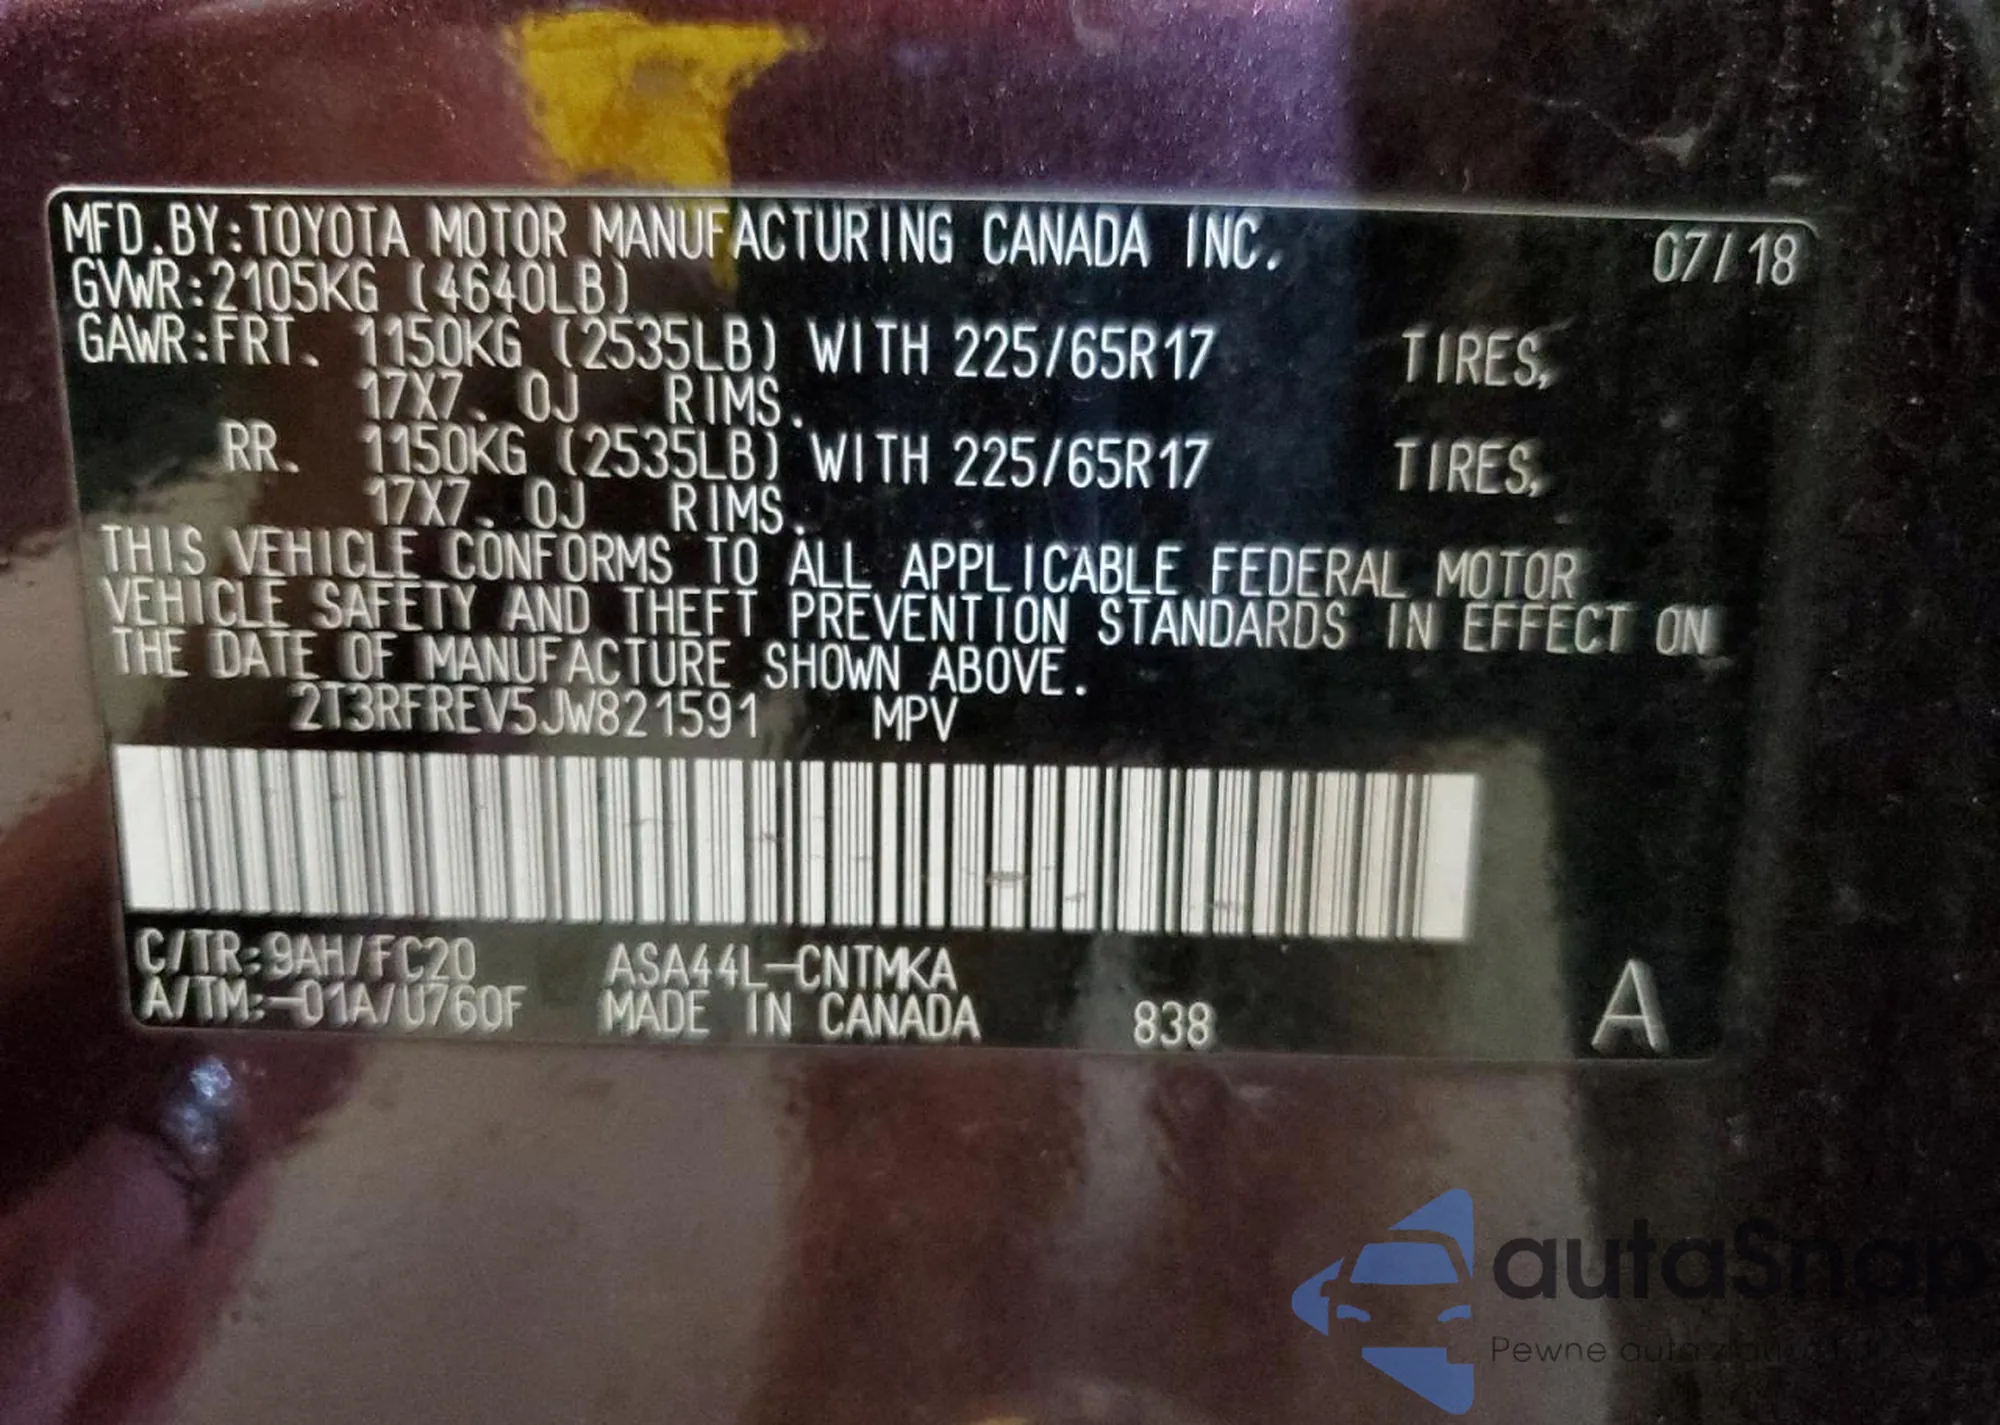 MFD.BY:TOYOTA MOTOR MANUFACTURING CANADA INC. 07/18
GVWR:2105KG (4640LB)
GAWR:FRT. 1150KG (2535LB) WITH 225/65R17 TIRES,
17X7.0J RIMS.
RR. 1150KG (2535LB) WITH 225/65R17 TIRES,
17X7.0J RIMS.
THIS VEHICLE CONFORMS TO ALL APPLICABLE FEDERAL MOTOR
VEHICLE SAFETY AND THEFT PREVENTION STANDARDS IN EFFECT ON
THE DATE OF MANUFACTURE SHOWN ABOVE.
2T3RFREV5JW821591 MPV
C/TR:9AH/FC20 ASA44L-CNTMKA
A/TM:-01A/U760F MADE IN CANADA 838 A
autaSnap
Pewne auta z